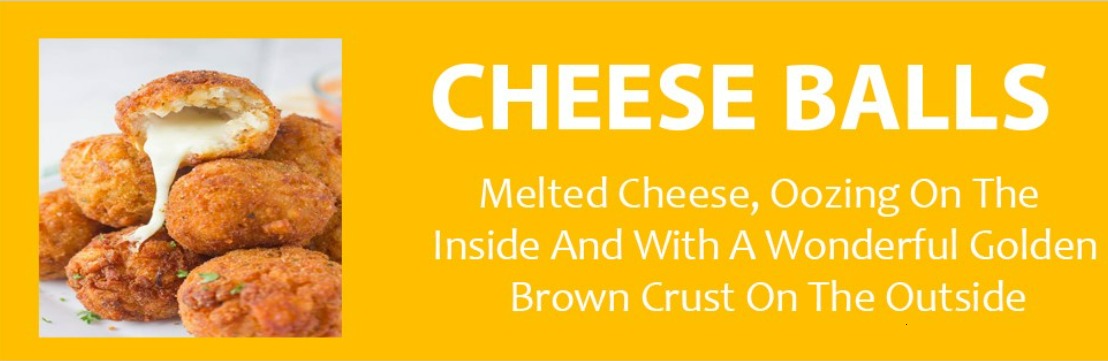 CHEESE BALLS
Melted Cheese, Oozing On The
Inside And With A Wonderful Golden
Brown Crust On The Outside